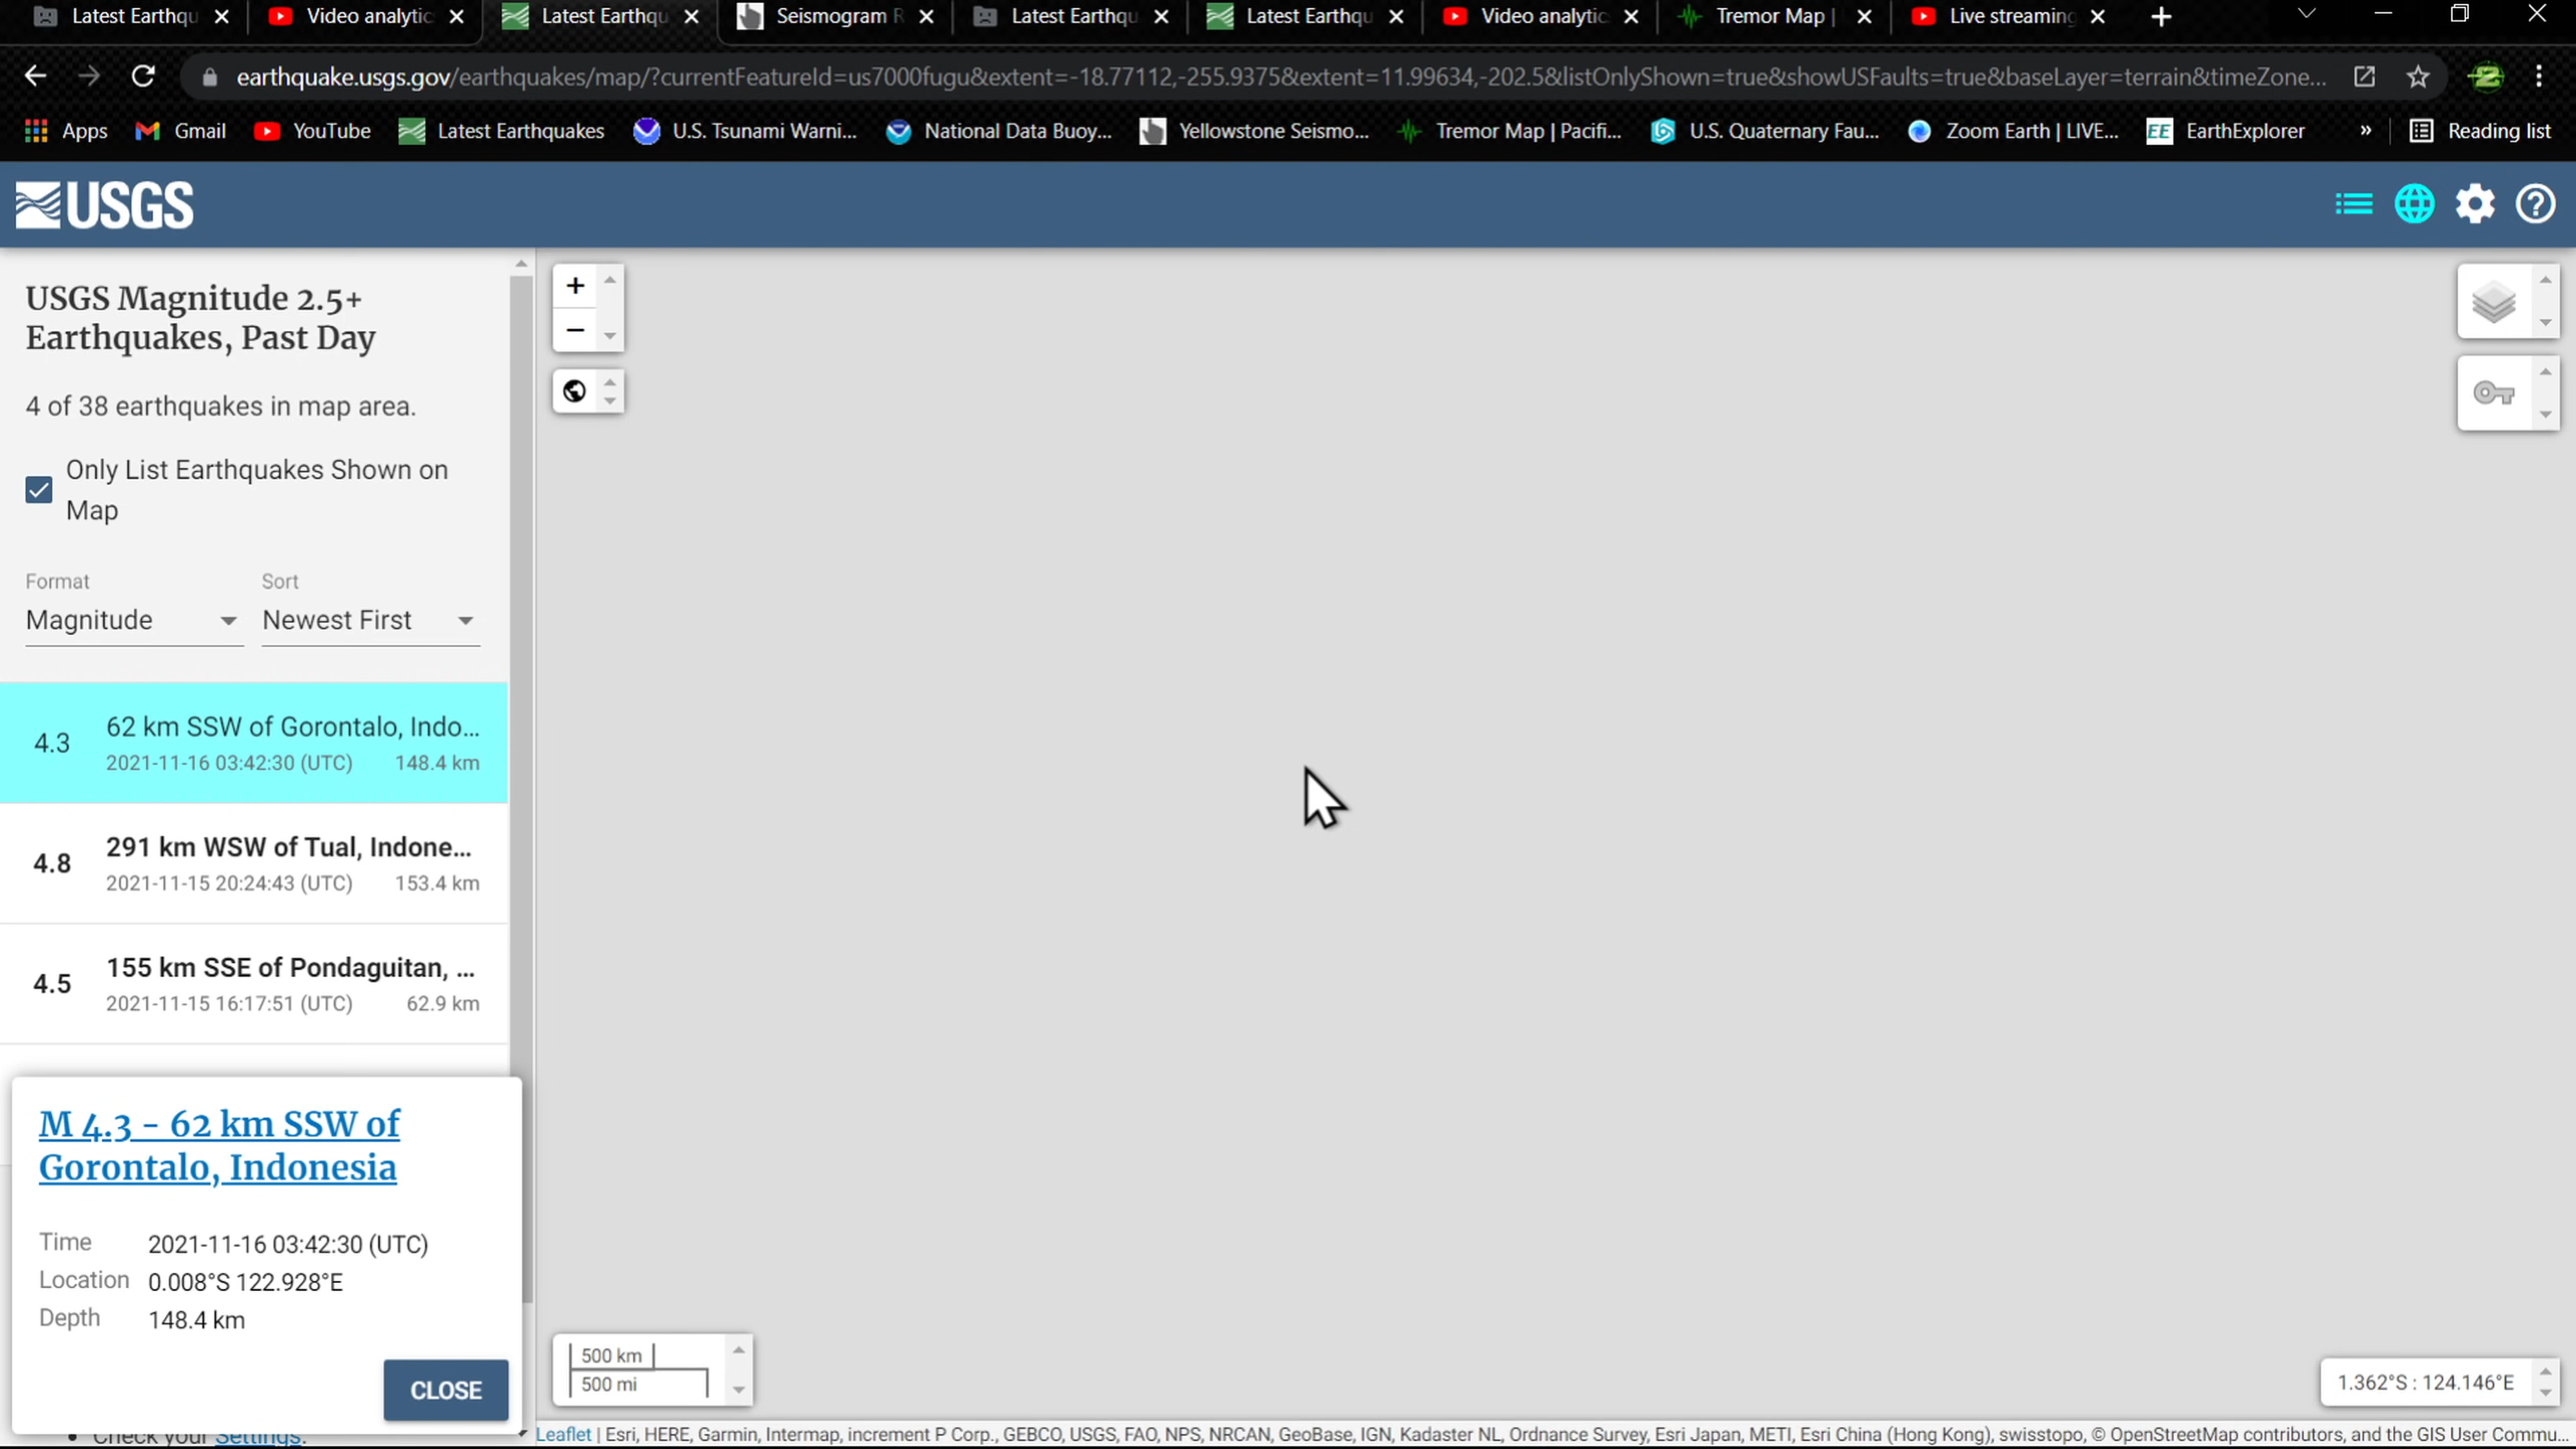 Latest Earthqu
Video analytic
Latest Earthqu
Seismogram R
Latest Earthqu
Latest Earthqu
Video analytic
Tremor Map |
Live streaming
earthquake.usgs.gov/earthquakes/map/?currentFeatureId=us7000fugu&extent=-18.77112,-255.9375&extent=11.99634,-202.5&listOnlyShown=true&showUSFaults=true&baseLayer=terrain&timeZone...
Apps
Gmail
YouTube
Latest Earthquakes
U.S. Tsunami Warni...
National Data Buoy...
Yellowstone Seismo...
Tremor Map | Pacifi...
U.S. Quaternary Fau...
Zoom Earth | LIVE...
EE EarthExplorer
»
Reading list
USGS
USGS Magnitude 2.5+
Earthquakes, Past Day
4 of 38 earthquakes in map area.
Only List Earthquakes Shown on
Map
Format Sort
Magnitude Newest First
4.3 62 km SSW of Gorontalo, Indo...
2021-11-16 03:42:30 (UTC) 148.4 km
4.8 291 km WSW of Tual, Indone...
2021-11-15 20:24:43 (UTC) 153.4 km
4.5 155 km SSE of Pondaguitan, ...
2021-11-15 16:17:51 (UTC) 62.9 km
M 4.3 - 62 km SSW of
Gorontalo, Indonesia
Time 2021-11-16 03:42:30 (UTC)
Location 0.008°S 122.928°E
Depth 148.4 km
CLOSE
Check your Settings.
+
−
500 km
500 mi
1.362°S : 124.146°E
Leaflet | Esri, HERE, Garmin, Intermap, increment P Corp., GEBCO, USGS, FAO, NPS, NRCAN, GeoBase, IGN, Kadaster NL, Ordnance Survey, Esri Japan, METI, Esri China (Hong Kong), swisstopo, © OpenStreetMap contributors, and the GIS User Commu...